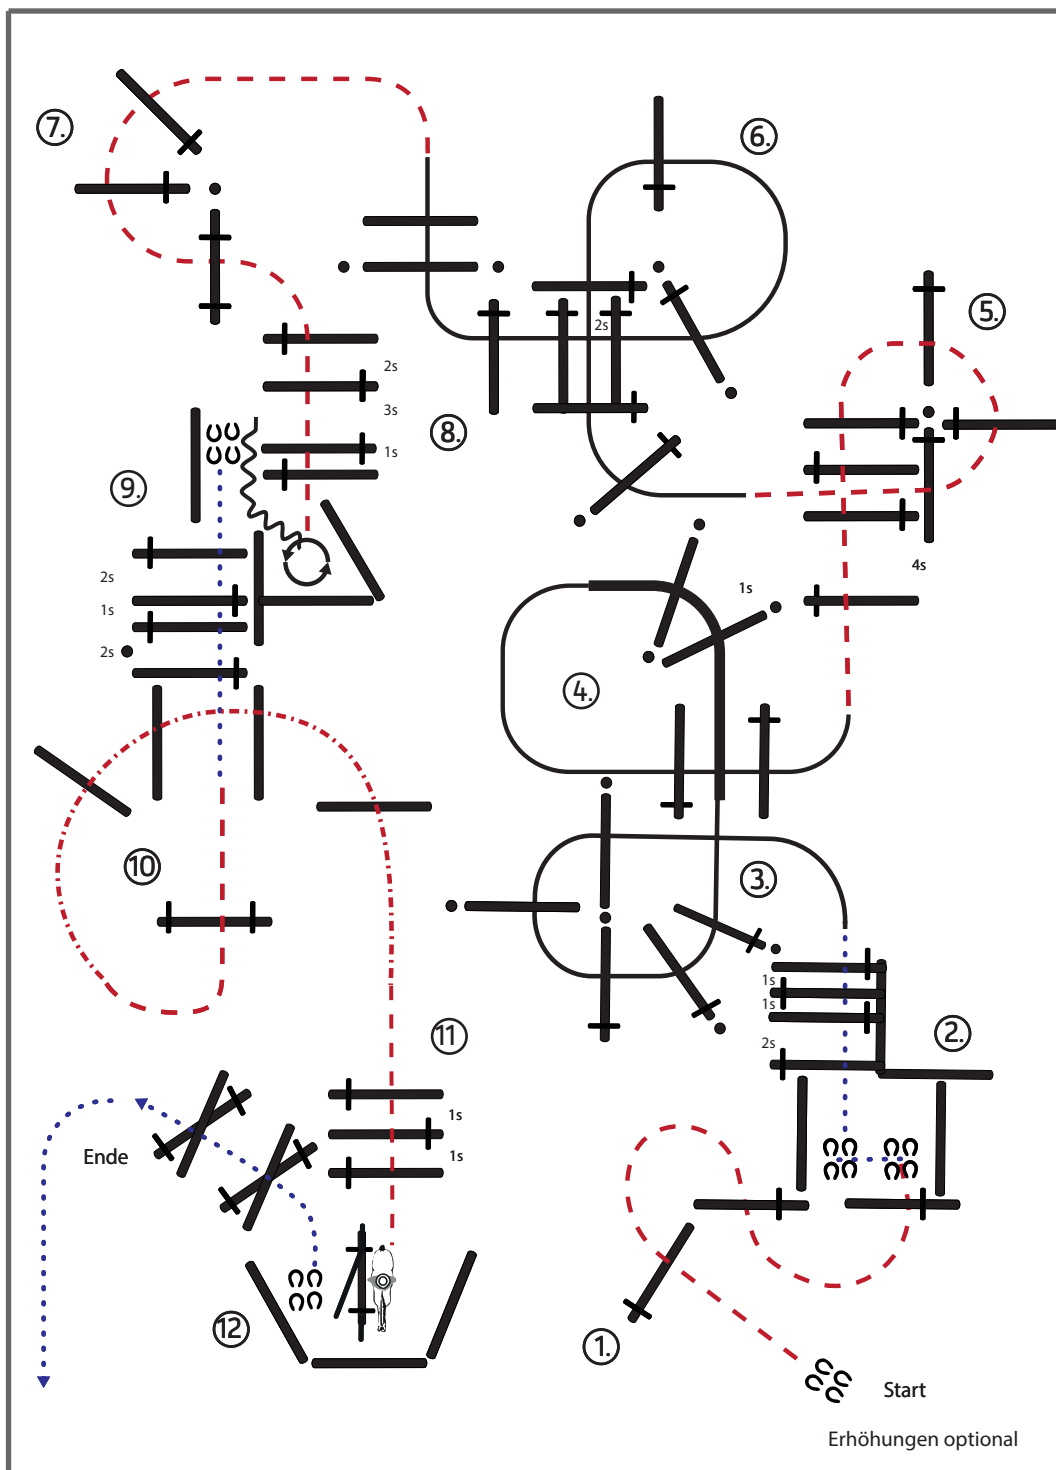 7.
6.
5.
2s
2s
3s
8.
1s
9.
4s
2s
1s
1s
2s
4.
10
3.
1s
1s
11
2s
2.
1s
Ende
1s
12
1.
Start
Erhöhungen optional